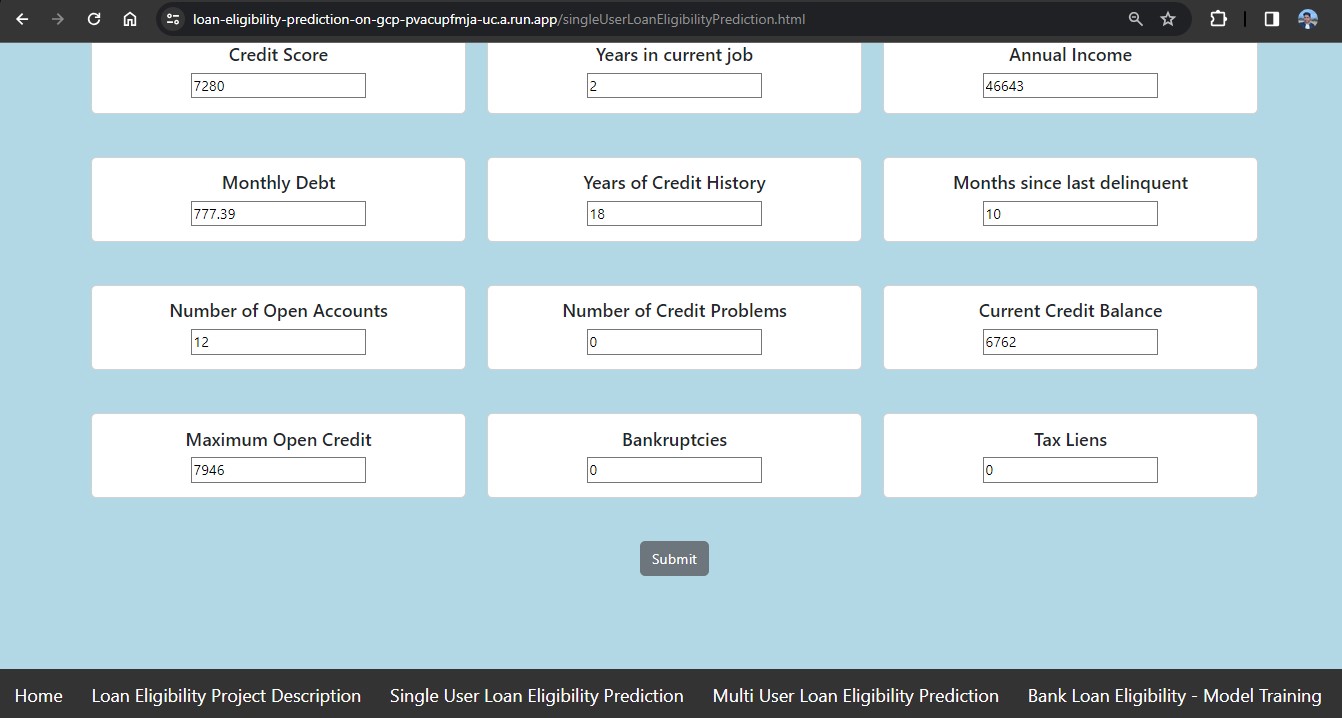 loan-eligibility-prediction-on-gcp-pvacupfmja-uc.a.run.app/singleUserLoanEligibilityPrediction.html
Credit Score Years in current job Annual Income
7280 2 46643
Monthly Debt Years of Credit History Months since last delinquent
777.39 18 10
Number of Open Accounts Number of Credit Problems Current Credit Balance
12 0 6762
Maximum Open Credit Bankruptcies Tax Liens
7946 0 0
Submit
Home Loan Eligibility Project Description Single User Loan Eligibility Prediction Multi User Loan Eligibility Prediction Bank Loan Eligibility - Model Training